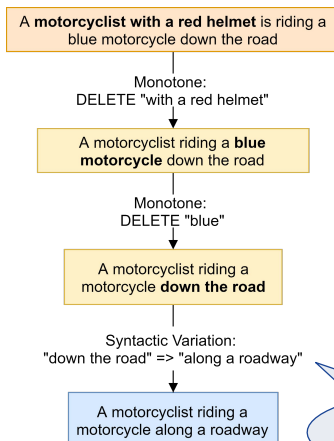 A motorcyclist with a red helmet is riding a
blue motorcycle down the road
Monotone:
DELETE "with a red helmet"
A motorcyclist riding a blue
motorcycle down the road
Monotone:
DELETE "blue"
A motorcyclist riding a
motorcycle down the road
Syntactic Variation:
"down the road" => "along a roadway"
A motorcyclist riding a
motorcycle along a roadway